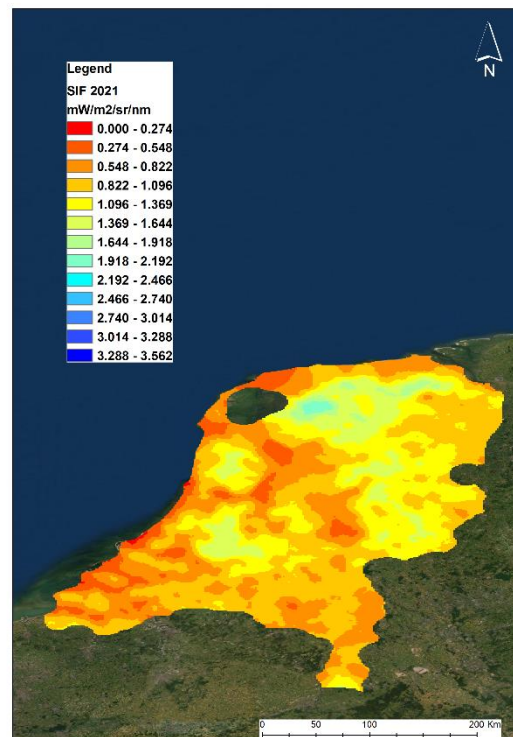 N
Legend
SIF 2021
mW/m2/sr/nm
0.000 - 0.274
0.274 - 0.548
0.548 - 0.822
0.822 - 1.096
1.096 - 1.369
1.369 - 1.644
1.644 - 1.918
1.918 - 2.192
2.192 - 2.466
2.466 - 2.740
2.740 - 3.014
3.014 - 3.288
3.288 - 3.562
0 50 100 200 Km